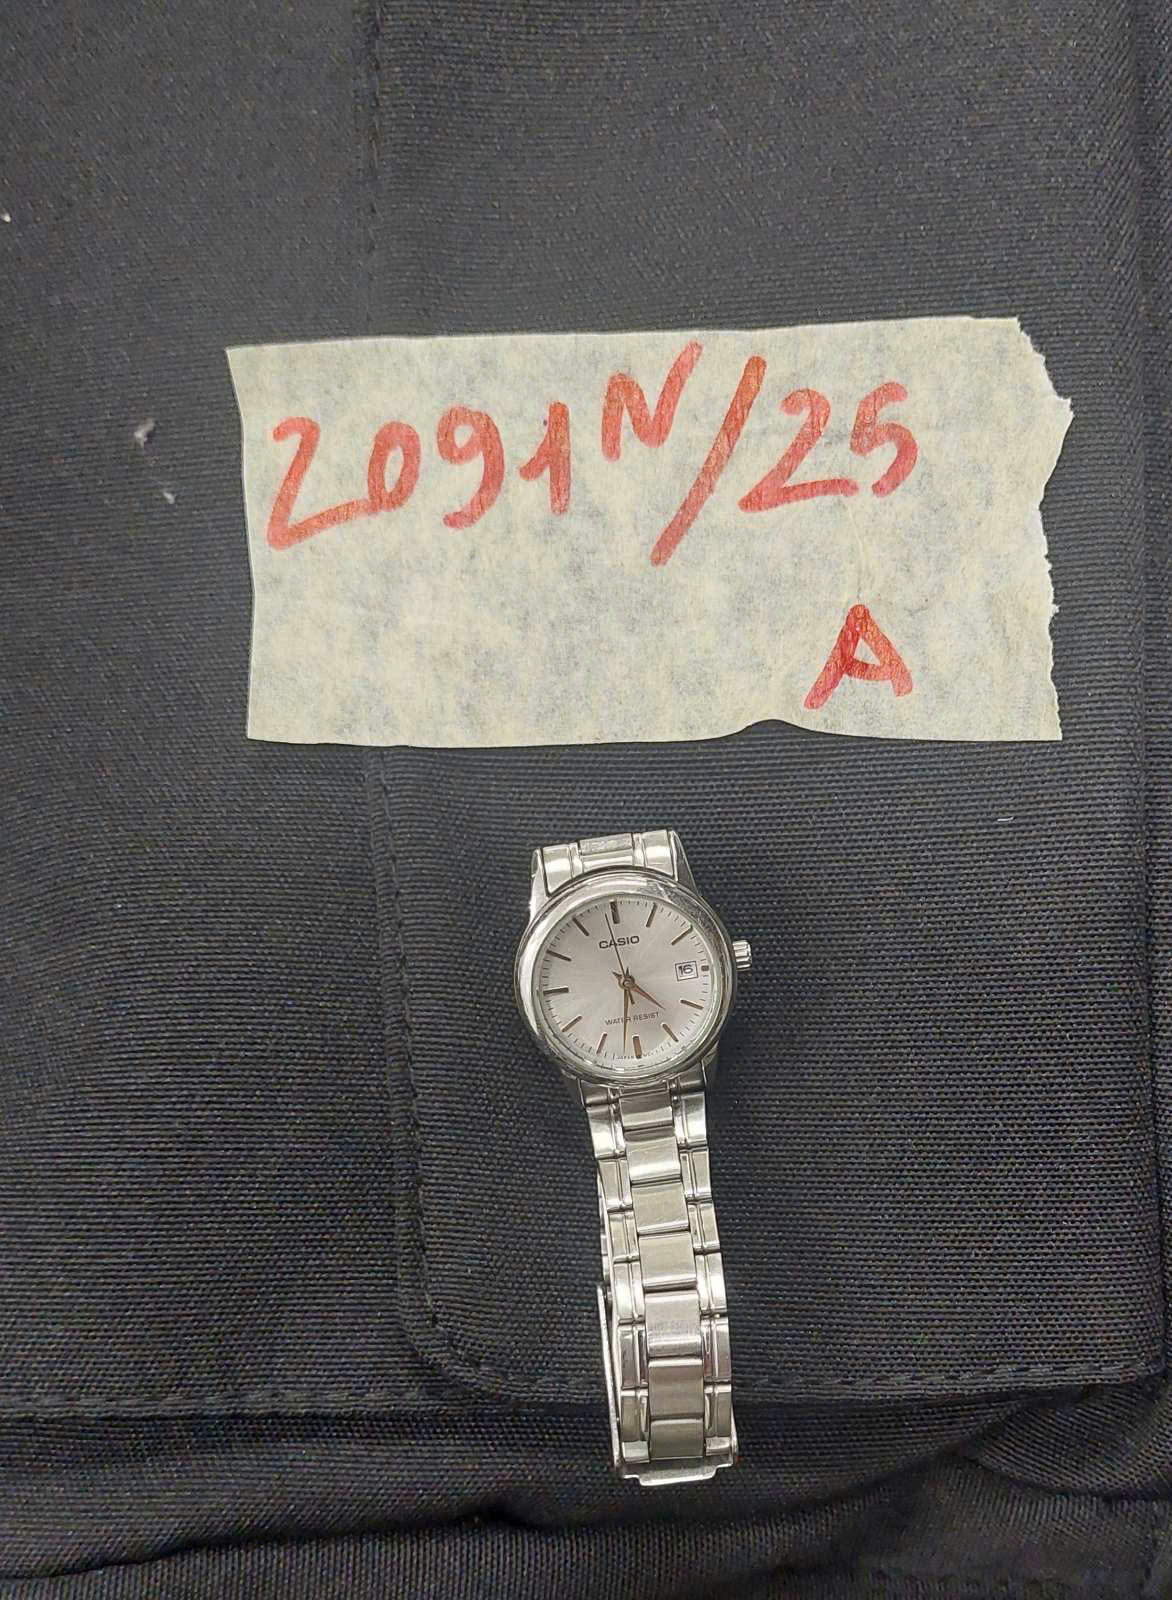 2091N/25
A
CASIO
16
WATER RESIST